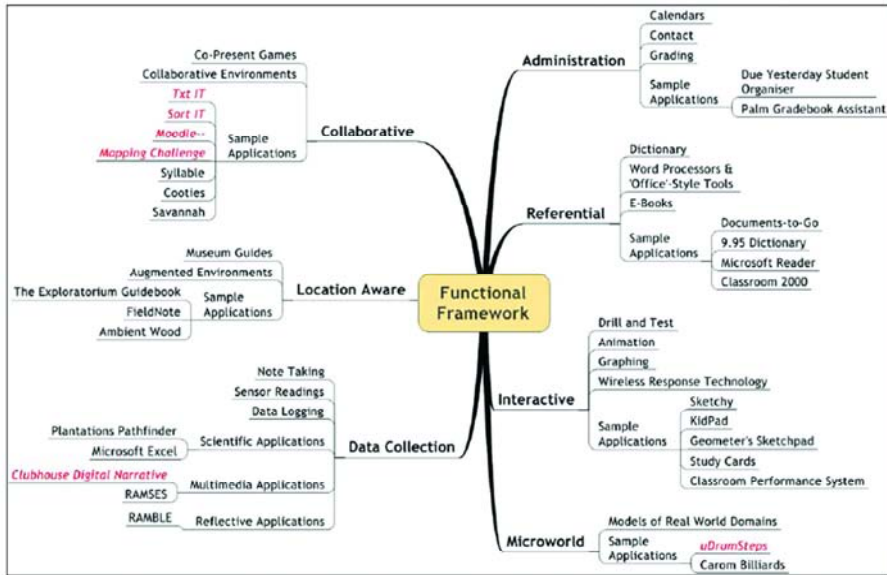 Functional
Framework
Collaborative
Co-Present Games
Collaborative Environments
Sample
Applications
Txt IT
Sort IT
Moodle--
Mapping Challenge
Syllable
Cooties
Savannah
Location Aware
Museum Guides
Augmented Environments
Sample
Applications
The Exploratorium Guidebook
FieldNote
Ambient Wood
Data Collection
Note Taking
Sensor Readings
Data Logging
Scientific Applications
Plantations Pathfinder
Microsoft Excel
Multimedia Applications
Clubhouse Digital Narrative
RAMSES
Reflective Applications
RAMBLE
Administration
Calendars
Contact
Grading
Sample
Applications
Due Yesterday Student
Organiser
Palm Gradebook Assistant
Referential
Dictionary
Word Processors &
'Office'-Style Tools
E-Books
Sample
Applications
Documents-to-Go
9.95 Dictionary
Microsoft Reader
Classroom 2000
Interactive
Drill and Test
Animation
Graphing
Wireless Response Technology
Sample
Applications
Sketchy
KidPad
Geometer's Sketchpad
Study Cards
Classroom Performance System
Microworld
Models of Real World Domains
Sample
Applications
uDrumSteps
Carom Billiards